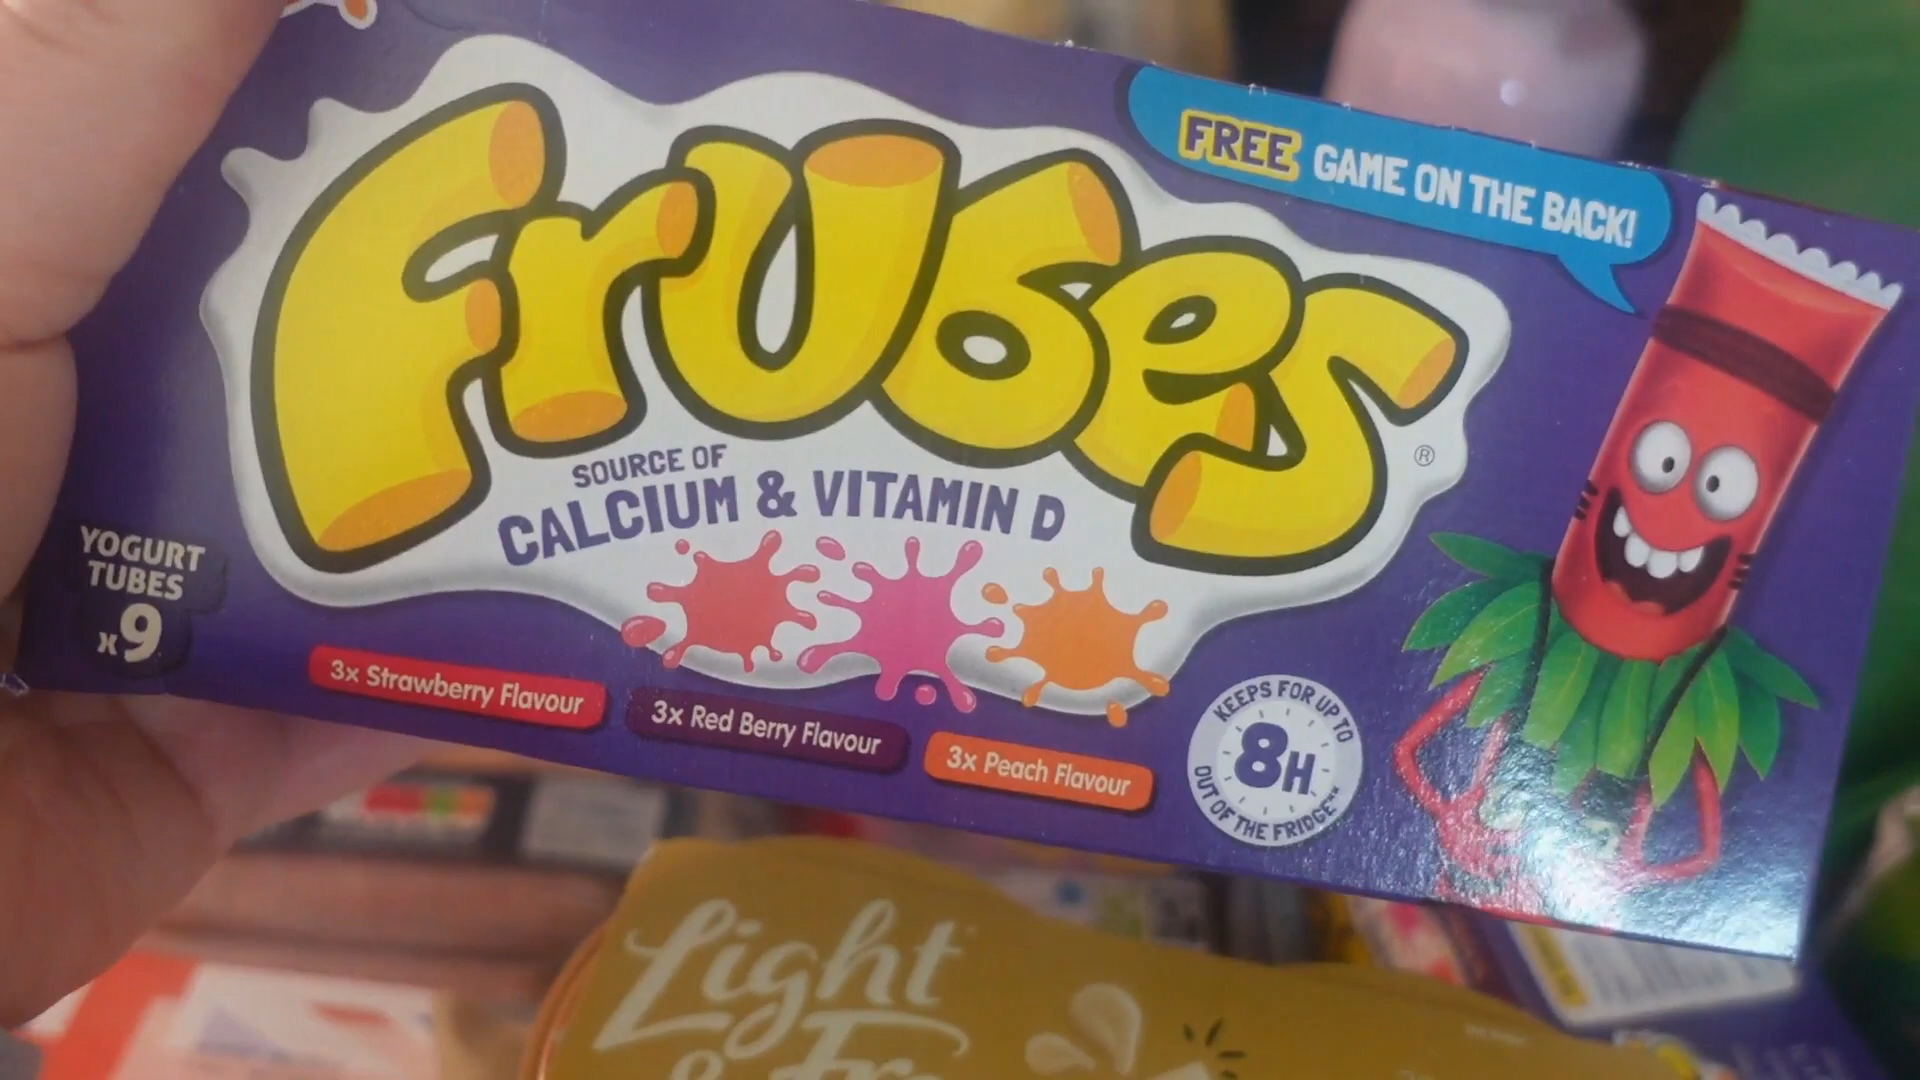 Frubes
®
FREE GAME ON THE BACK!
SOURCE OF
CALCIUM & VITAMIN D
YOGURT
TUBES
x9
3x Strawberry Flavour
3x Red Berry Flavour
3x Peach Flavour
KEEPS FOR UP TO
8H
OUT OF THE FRIDGE**
Light
&